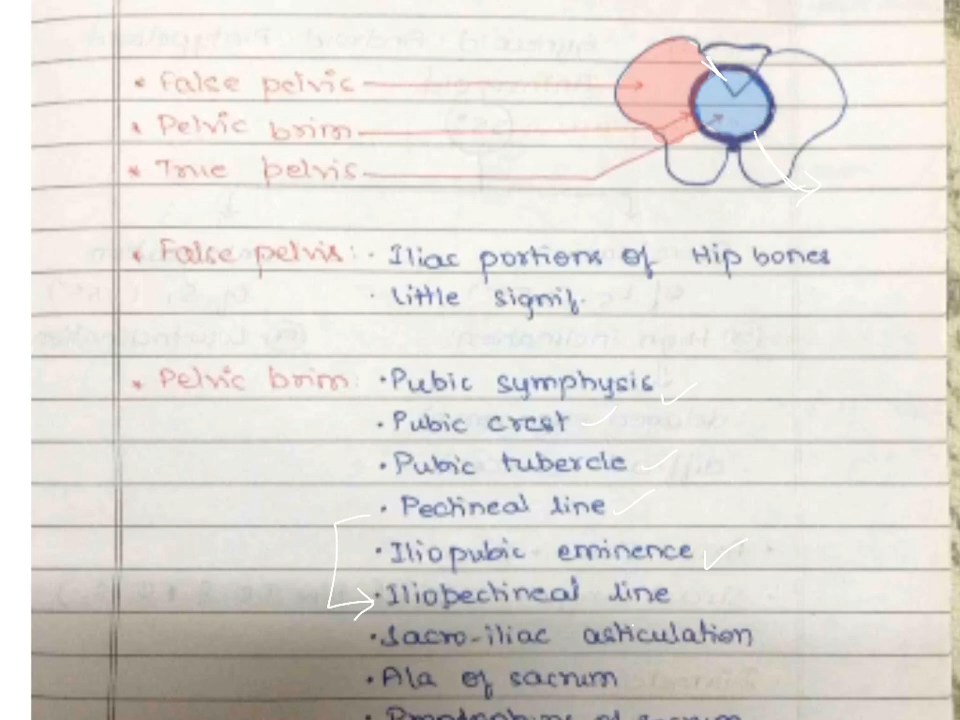 * False pelvic
* Pelvic brim
* True pelvis
* False pelvis: · Iliac portions of Hip bones
· little signif.
* Pelvic brim: · Pubic symphysis
· Pubic crest
· Pubic tubercle
· Pectineal line
· Iliopubic eminence
· Iliopectineal line
· Sacro-iliac articulation
· Ala of sacrum